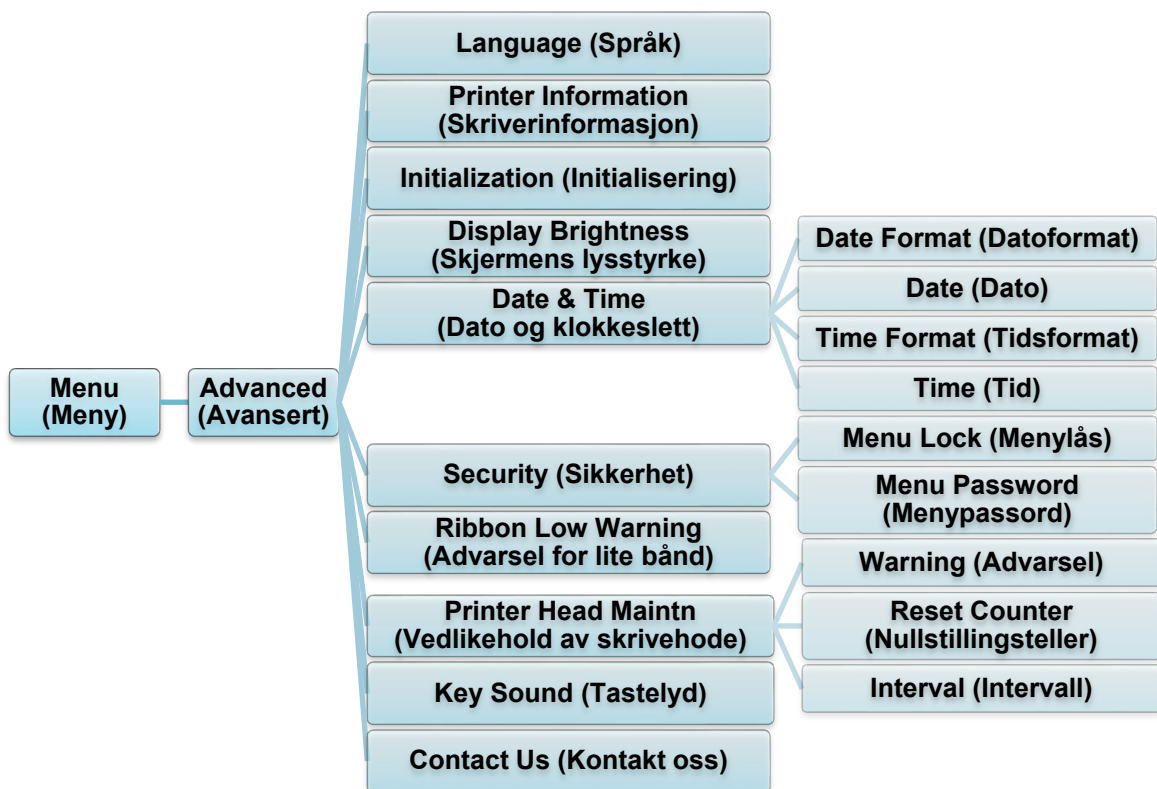 Menu
(Meny)
Advanced
(Avansert)
Language (Språk)
Printer Information
(Skriverinformasjon)
Initialization (Initialisering)
Display Brightness
(Skjermens lysstyrke)
Date & Time
(Dato og klokkeslett)
Date Format (Datoformat)
Date (Dato)
Time Format (Tidsformat)
Time (Tid)
Security (Sikkerhet)
Menu Lock (Menylås)
Menu Password
(Menypassord)
Ribbon Low Warning
(Advarsel for lite bånd)
Printer Head Maintn
(Vedlikehold av skrivehode)
Warning (Advarsel)
Reset Counter
(Nullstillingsteller)
Interval (Intervall)
Key Sound (Tastelyd)
Contact Us (Kontakt oss)